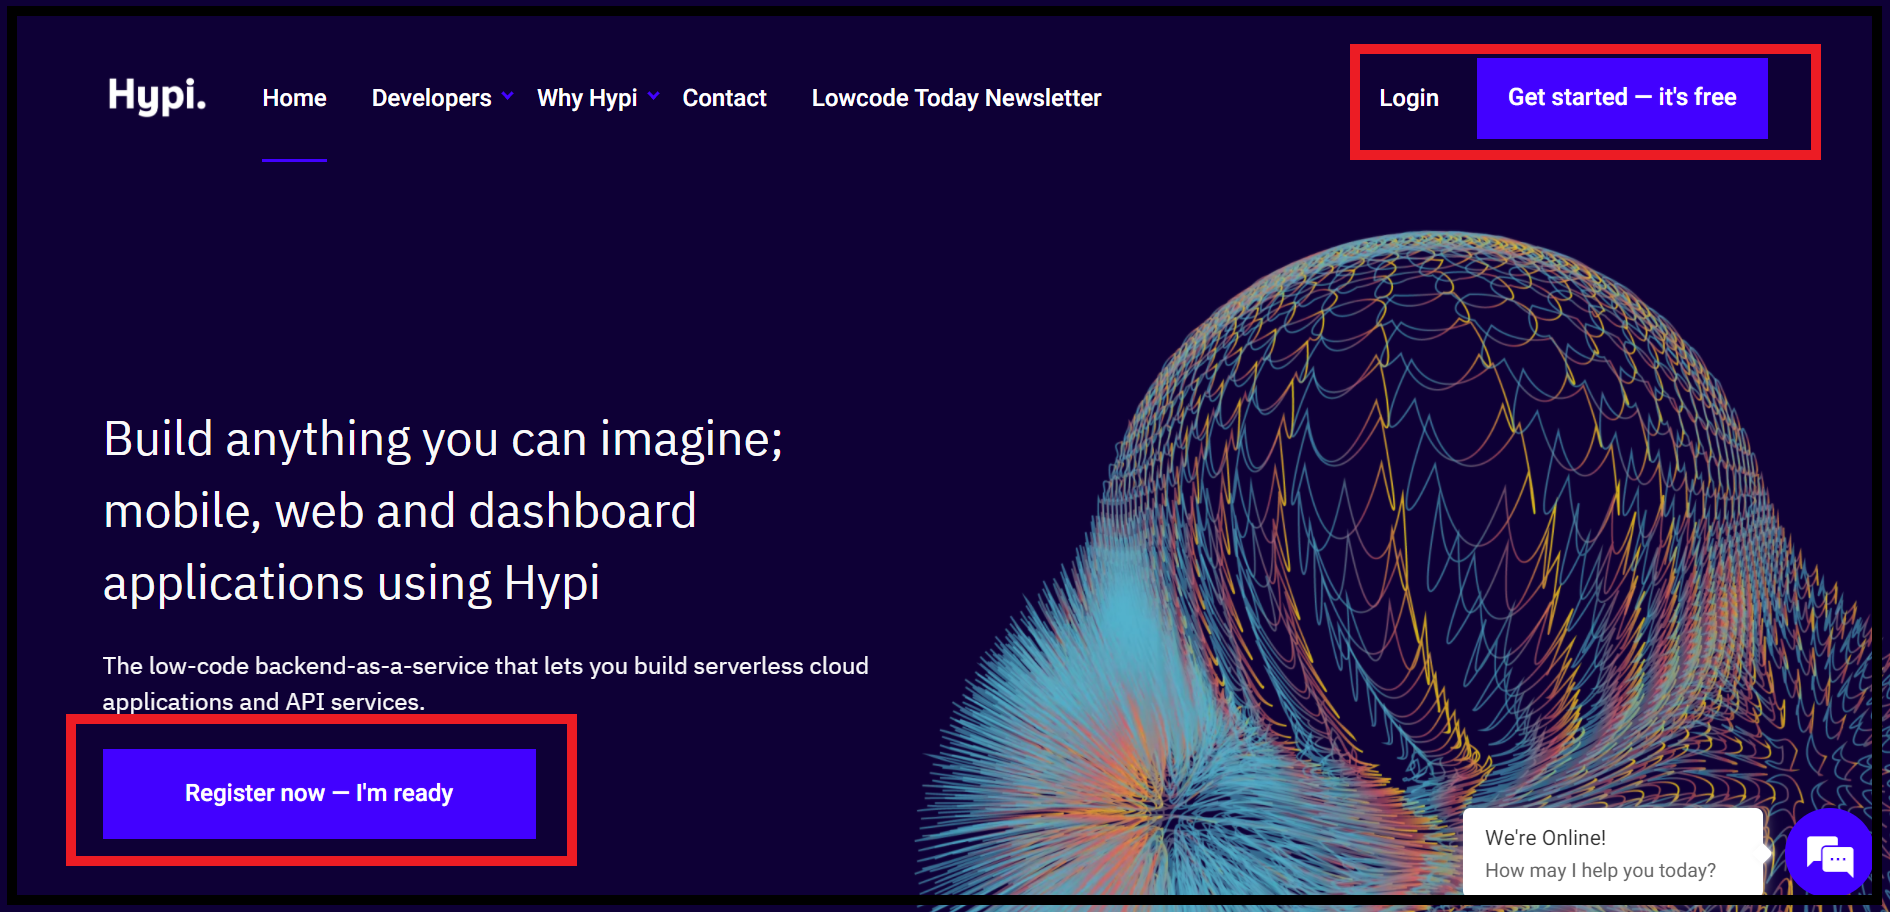 Hypi.
Home
Developers
Why Hypi
Contact
Lowcode Today Newsletter
Login
Get started — it's free
Build anything you can imagine;
mobile, web and dashboard
applications using Hypi
The low-code backend-as-a-service that lets you build serverless cloud
applications and API services.
Register now — I'm ready
We're Online!
How may I help you today?